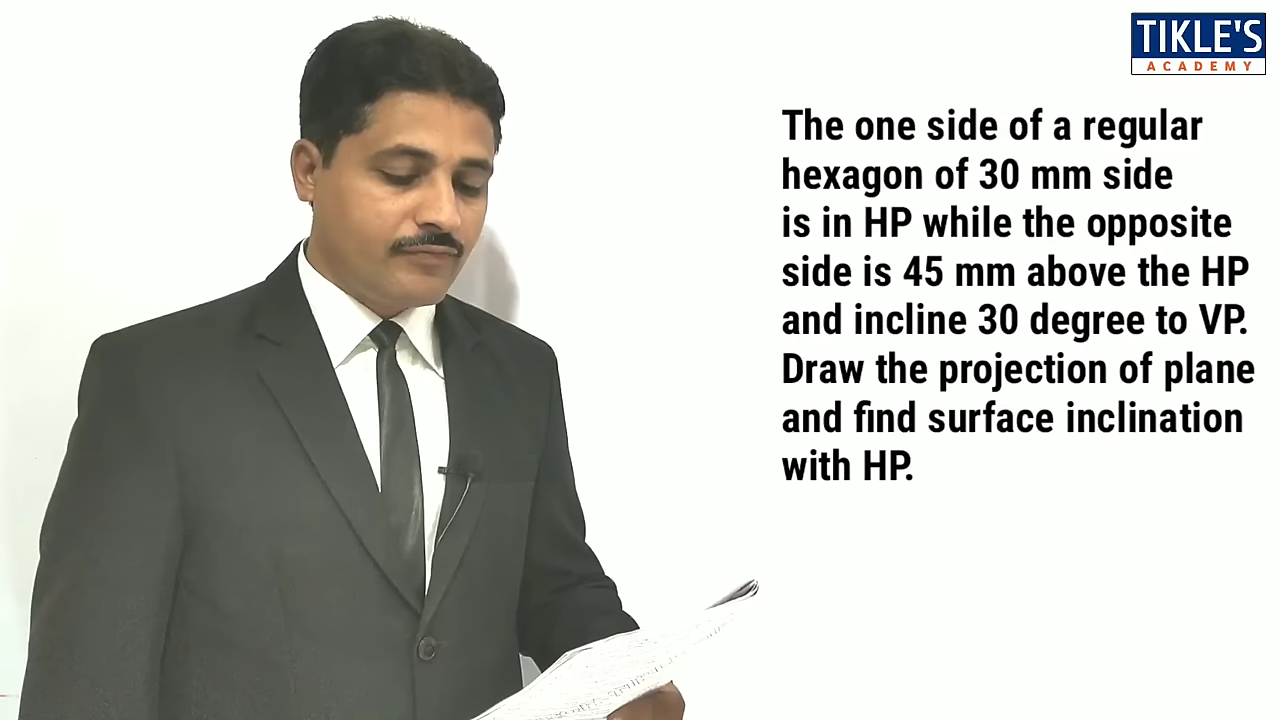 TIKLE'S
ACADEMY
The one side of a regular
hexagon of 30 mm side
is in HP while the opposite
side is 45 mm above the HP
and incline 30 degree to VP.
Draw the projection of plane
and find surface inclination
with HP.